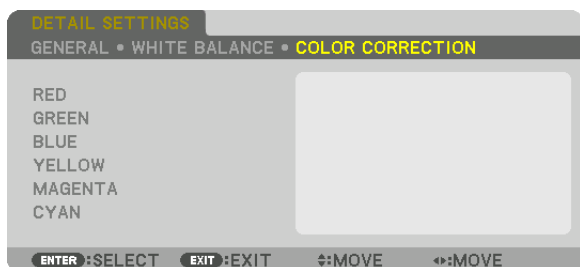 DETAIL SETTINGS
GENERAL • WHITE BALANCE • COLOR CORRECTION
RED
GREEN
BLUE
YELLOW
MAGENTA
CYAN
ENTER :SELECT EXIT :EXIT :MOVE :MOVE